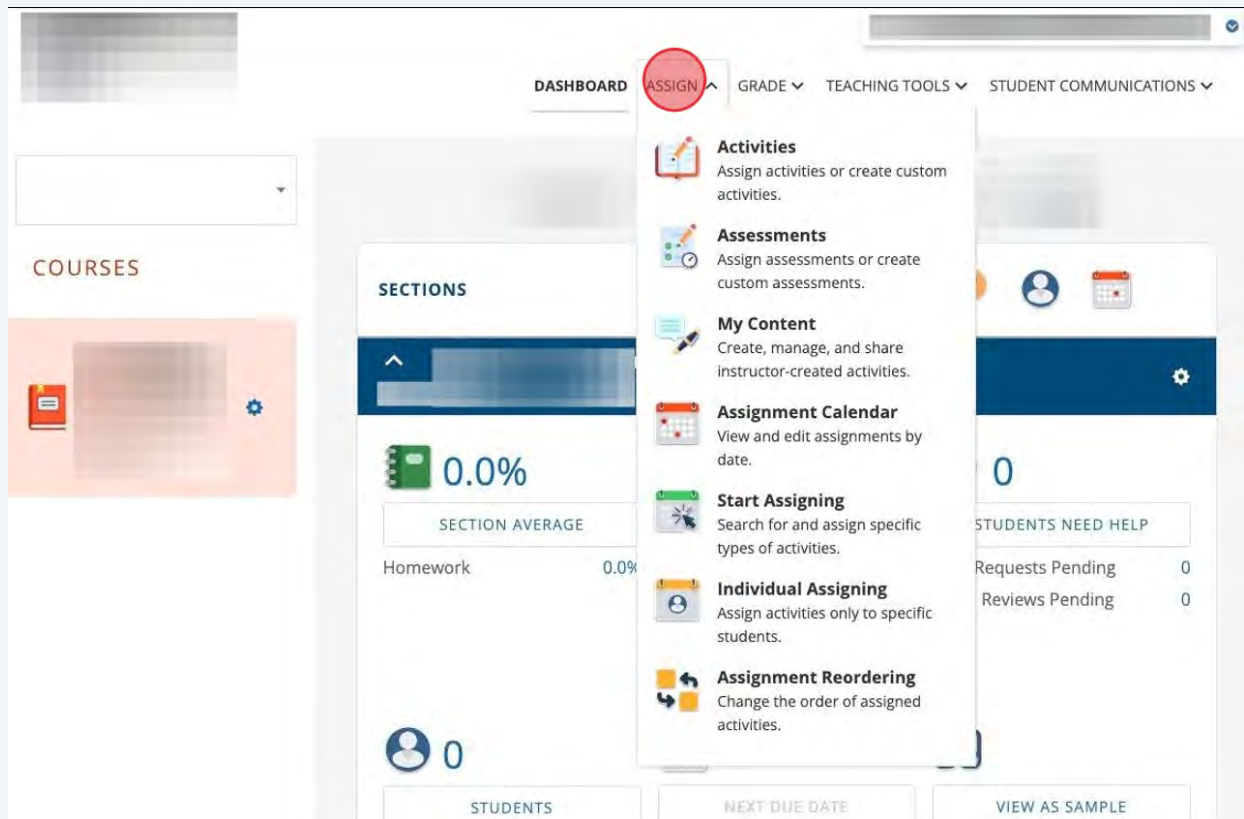 DASHBOARD ASSIGN GRADE TEACHING TOOLS STUDENT COMMUNICATIONS
Activities
Assign activities or create custom
activities.
Assessments
Assign assessments or create
custom assessments.
My Content
Create, manage, and share
instructor-created activities.
Assignment Calendar
View and edit assignments by
date.
Start Assigning
Search for and assign specific
types of activities.
Individual Assigning
Assign activities only to specific
students.
Assignment Reordering
Change the order of assigned
activities.
COURSES
SECTIONS
0.0%
SECTION AVERAGE
Homework 0.0%
0
STUDENTS NEED HELP
Requests Pending 0
Reviews Pending 0
0
STUDENTS
NEXT DUE DATE
VIEW AS SAMPLE